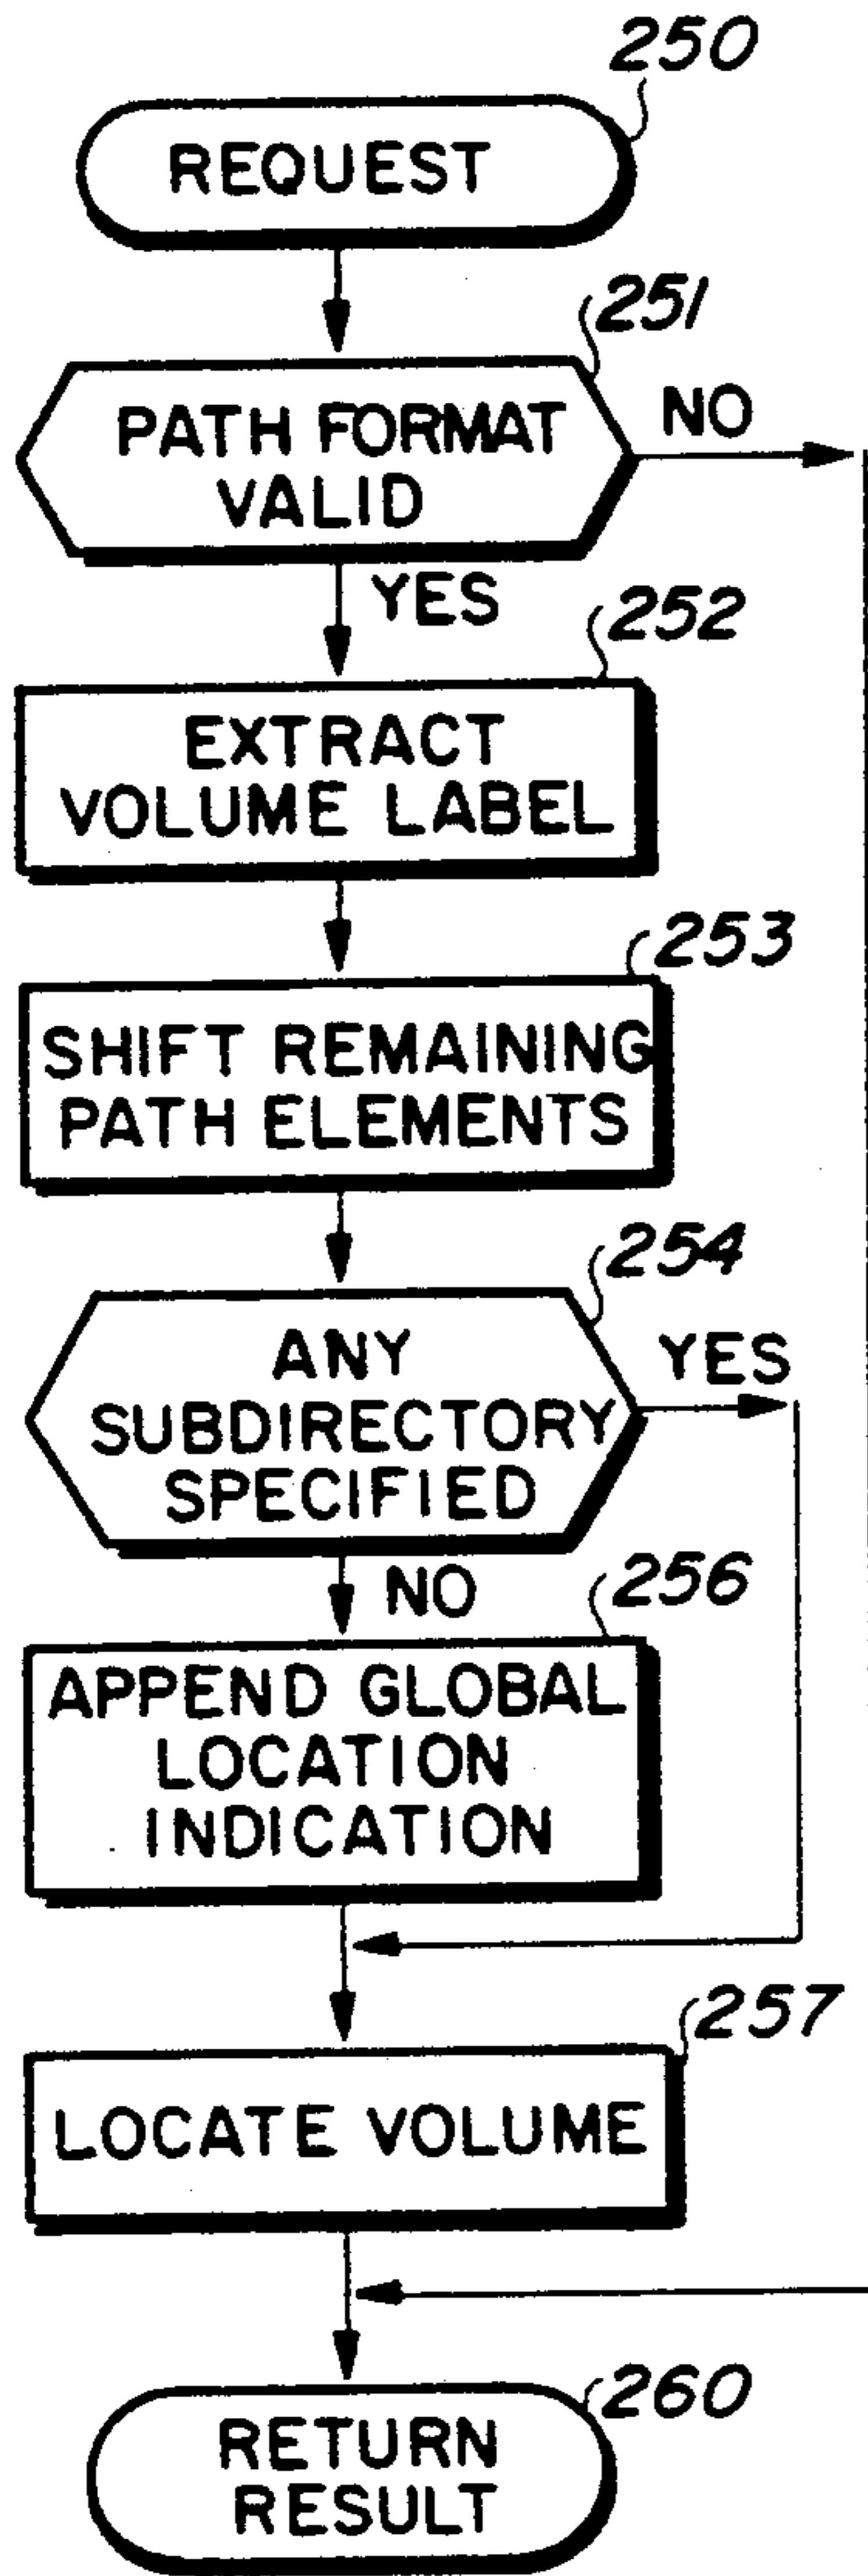 250
REQUEST
251
PATH FORMAT
VALID
NO
YES
252
EXTRACT
VOLUME LABEL
253
SHIFT REMAINING
PATH ELEMENTS
254
ANY
SUBDIRECTORY
SPECIFIED
YES
NO
256
APPEND GLOBAL
LOCATION
INDICATION
257
LOCATE VOLUME
260
RETURN
RESULT